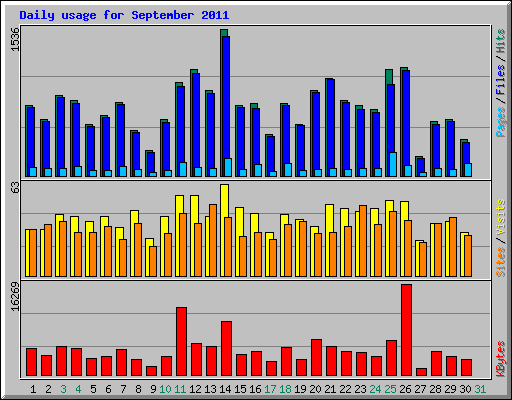 Daily usage for September 2011
1536
Pages / Files / Hits
63
Sites / Visits
16269
KBytes
1 2 3 4 5 6 7 8 9 10 11 12 13 14 15 16 17 18 19 20 21 22 23 24 25 26 27 28 29 30 31